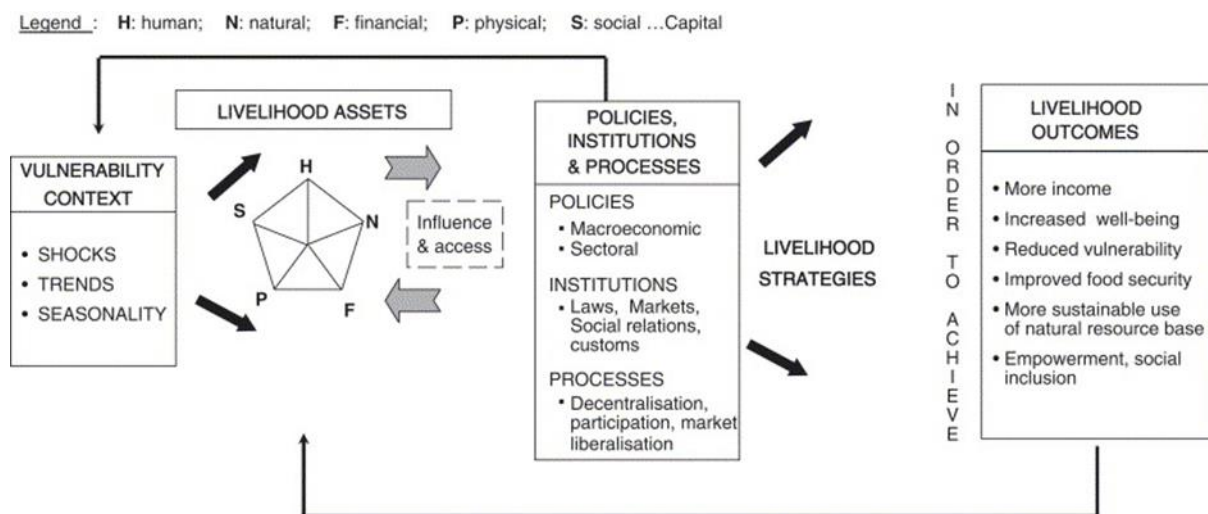 Legend : H: human; N: natural; F: financial; P: physical; S: social ...Capital
VULNERABILITY
CONTEXT
• SHOCKS
• TRENDS
• SEASONALITY
LIVELIHOOD ASSETS
H
S
N
P
F
Influence
& access
POLICIES,
INSTITUTIONS
& PROCESSES
POLICIES
▪ Macroeconomic
▪ Sectoral
INSTITUTIONS
▪ Laws, Markets,
Social relations,
customs
PROCESSES
• Decentralisation,
participation, market
liberalisation
LIVELIHOOD
STRATEGIES
IN ORDER TO ACHIEVE
LIVELIHOOD
OUTCOMES
• More income
• Increased well-being
• Reduced vulnerability
• Improved food security
• More sustainable use
of natural resource base
• Empowerment, social
inclusion